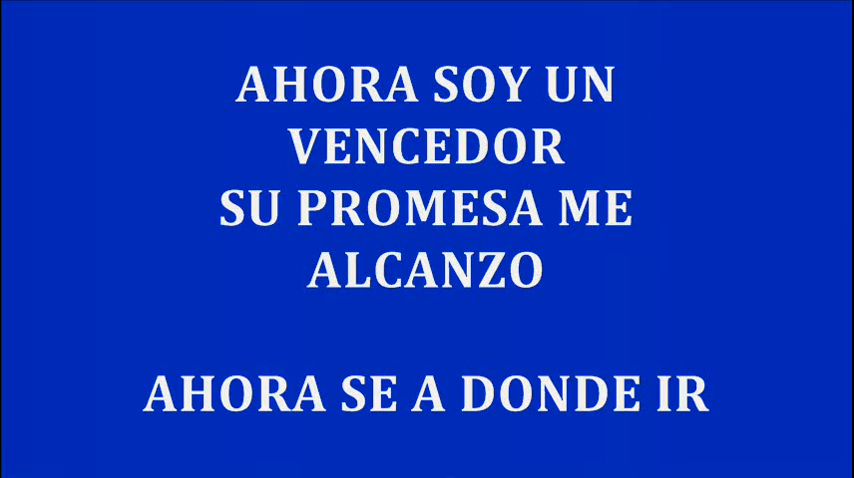 AHORA SOY UN
VENCEDOR
SU PROMESA ME
ALCANZO
AHORA SE A DONDE IR